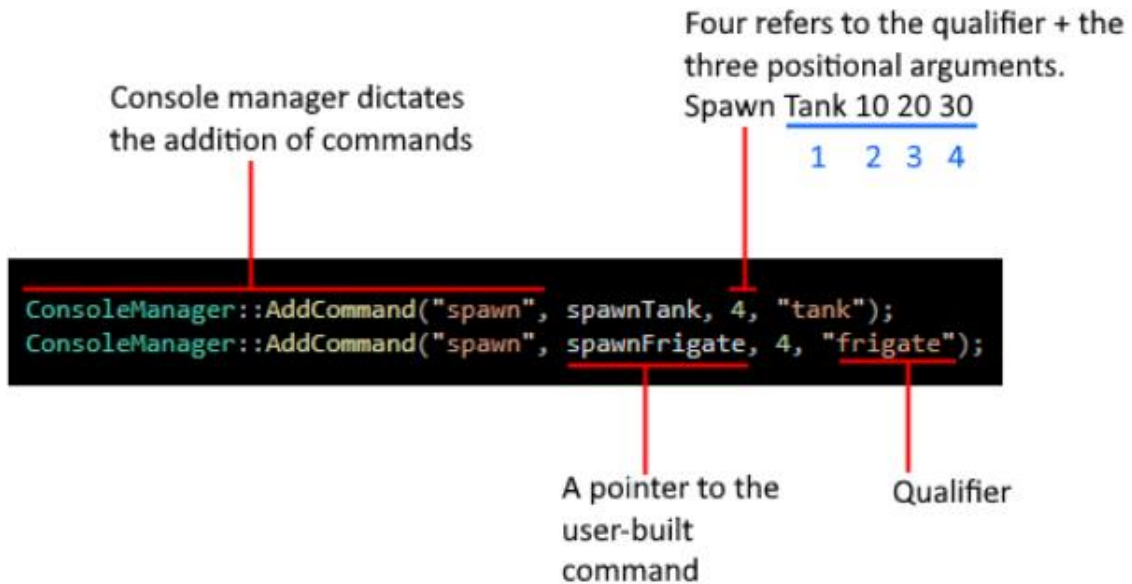 Four refers to the qualifier + the
three positional arguments.
Spawn Tank 10 20 30
1 2 3 4
Console manager dictates
the addition of commands
ConsoleManager::AddCommand("spawn", spawnTank, 4, "tank");
ConsoleManager::AddCommand("spawn", spawnFrigate, 4, "frigate");
A pointer to the
user-built
command
Qualifier